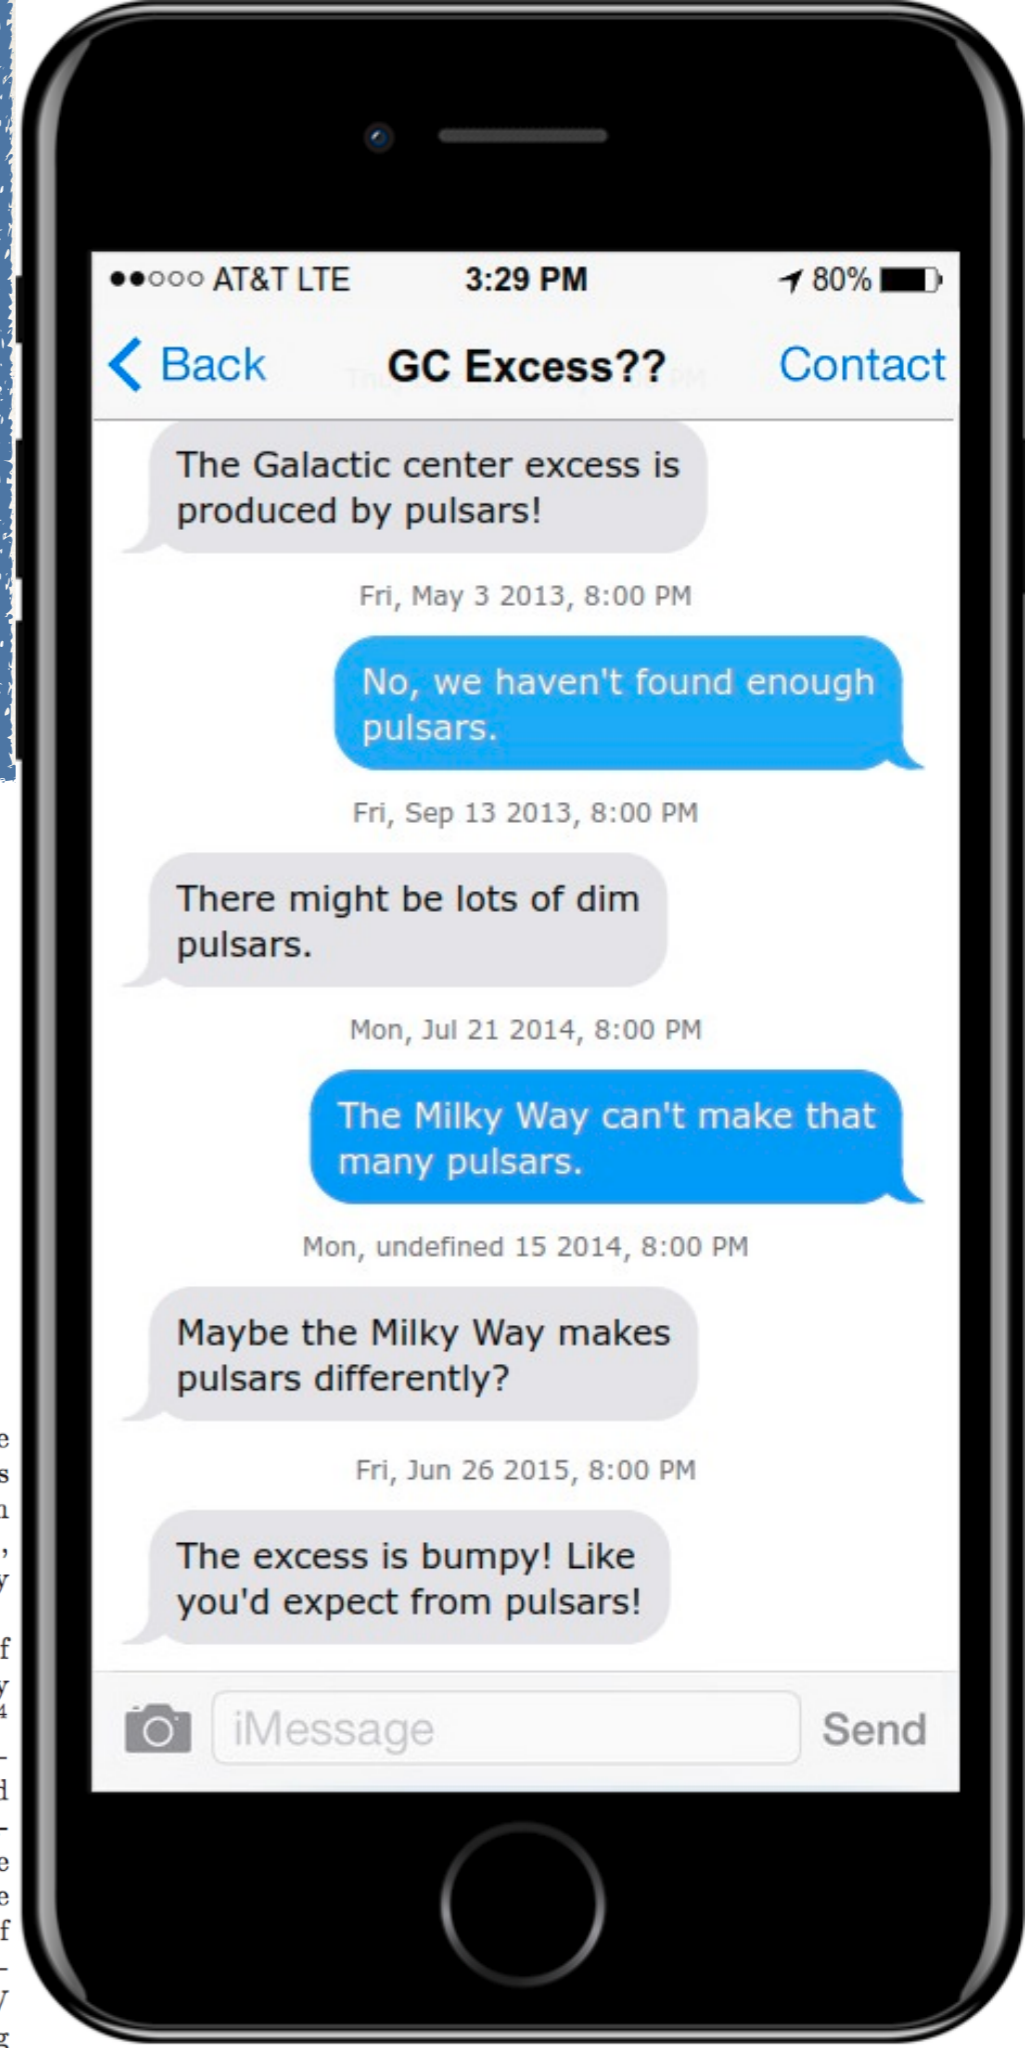 ●●○○○ AT&T LTE 3:29 PM 80%
Back GC Excess?? Contact
The Galactic center excess is
produced by pulsars!
Fri, May 3 2013, 8:00 PM
No, we haven't found enough
pulsars.
Fri, Sep 13 2013, 8:00 PM
There might be lots of dim
pulsars.
Mon, Jul 21 2014, 8:00 PM
The Milky Way can't make that
many pulsars.
Mon, undefined 15 2014, 8:00 PM
Maybe the Milky Way makes
pulsars differently?
Fri, Jun 26 2015, 8:00 PM
The excess is bumpy! Like
you'd expect from pulsars!
iMessage Send